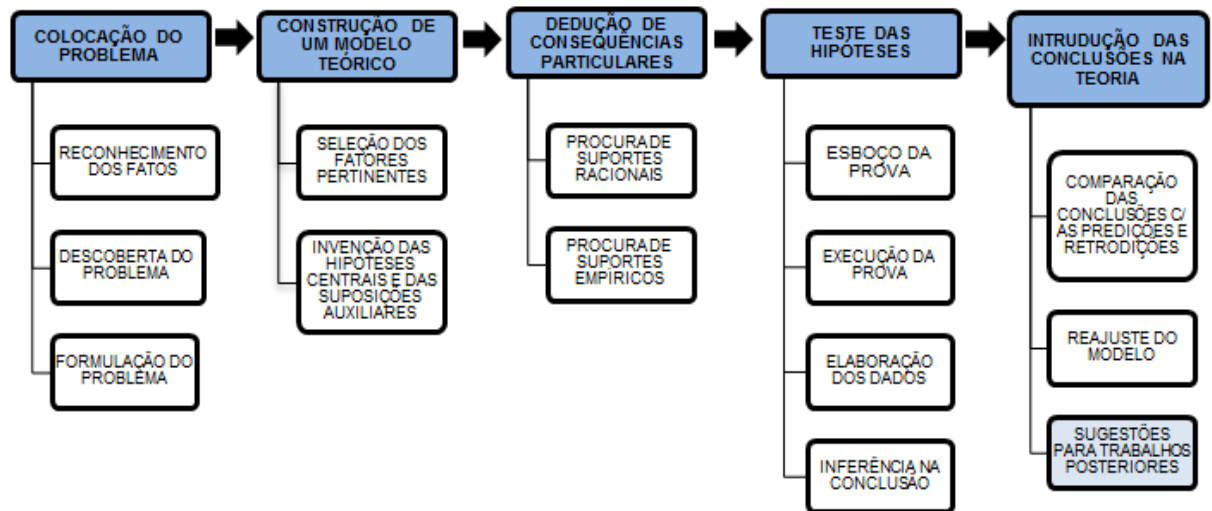 COLOCAÇÃO DO
PROBLEMA
RECONHECIMENTO
DOS FATOS
DESCOBERTA DO
PROBLEMA
FORMULAÇÃO DO
PROBLEMA
CONSTRUÇÃO DE
UM MODELO
TEÓRICO
SELEÇÃO DOS
FATORES
PERTINENTES
INVENÇÃO DAS
HIPÓTESES
CENTRAIS E DAS
SUPOSIÇÕES
AUXILIARES
DEDUÇÃO DE
CONSEQUÊNCIAS
PARTICULARES
PROCURA DE
SUPORTES
RACIONAIS
PROCURA DE
SUPORTES
EMPÍRICOS
TESTE DAS
HIPÓTESES
ESBOÇO DA
PROVA
EXECUÇÃO DA
PROVA
ELABORAÇÃO
DOS DADOS
INFERÊNCIA NA
CONCLUSÃO
INTRUDUÇÃO DAS
CONCLUSÕES NA
TEORIA
COMPARAÇÃO
DAS
CONCLUSÕES C/
AS PREDIÇÕES E
RETRODIÇÕES
REAJUSTE DO
MODELO
SUGESTÕES
PARA TRABALHOS
POSTERIORES